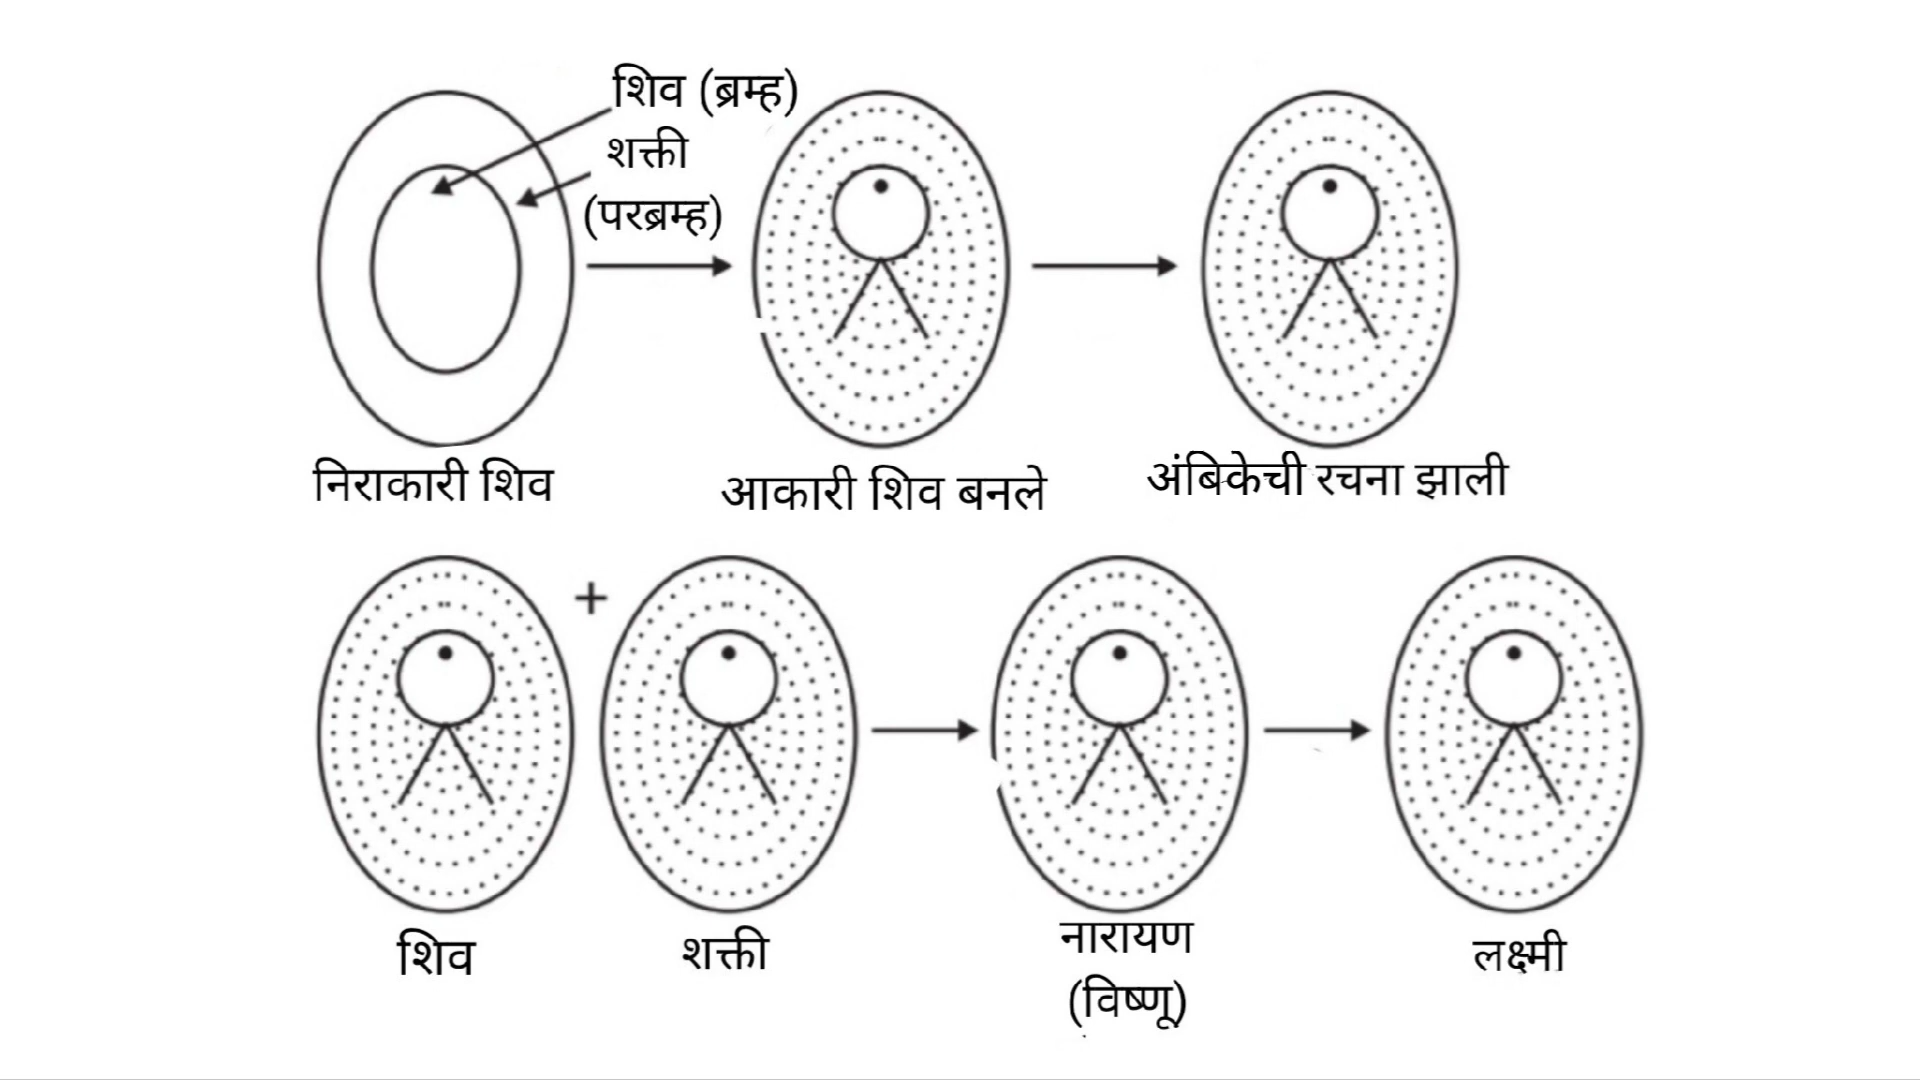 शिव (ब्रम्ह)
शक्ती
(परब्रम्ह)
निराकारी शिव
आकारी शिव बनले
अंबिकेची रचना झाली
+
शिव
शक्ती
नारायण
(विष्णू)
लक्ष्मी